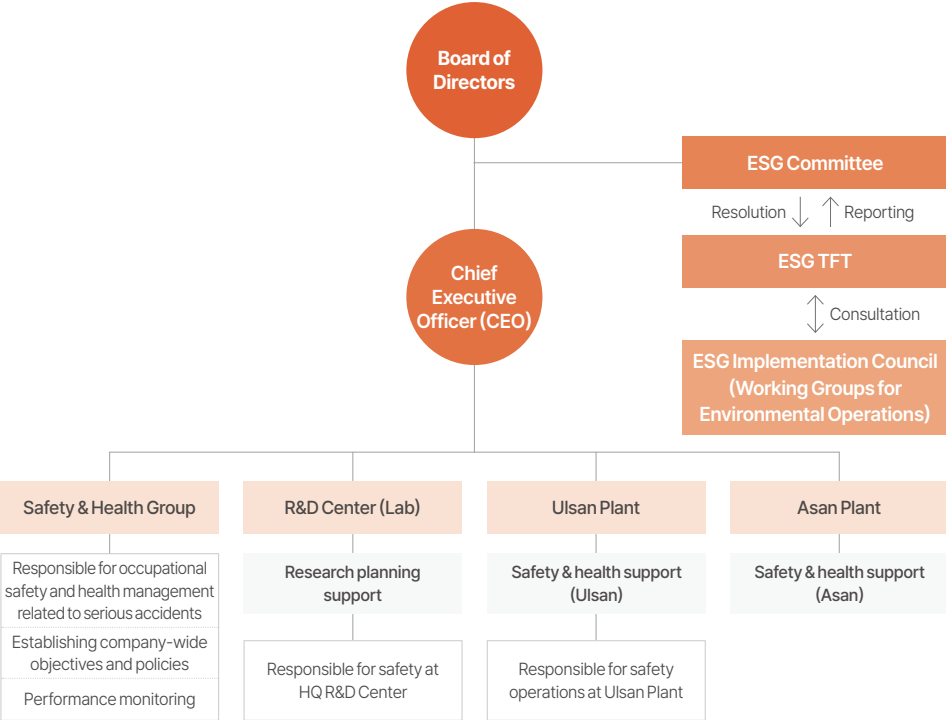 Board of
Directors
ESG Committee
Resolution
Reporting
ESG TFT
Consultation
ESG Implementation Council
(Working Groups for
Environmental Operations)
Chief
Executive
Officer (CEO)
Safety & Health Group
Responsible for occupational
safety and health management
related to serious accidents
Establishing company-wide
objectives and policies
Performance monitoring
R&D Center (Lab)
Research planning
support
Responsible for safety at
HQ R&D Center
Ulsan Plant
Safety & health support
(Ulsan)
Responsible for safety
operations at Ulsan Plant
Asan Plant
Safety & health support
(Asan)